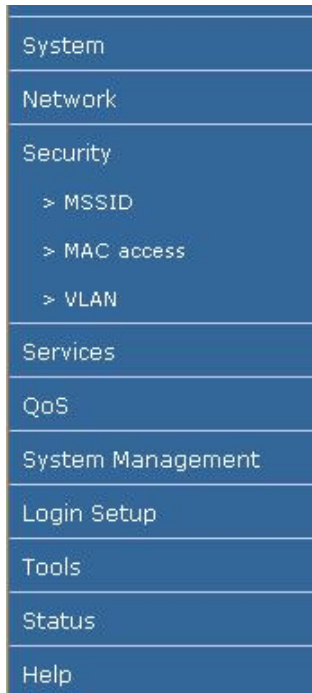 System
Network
Security
> MSSID
> MAC access
> VLAN
Services
QoS
System Management
Login Setup
Tools
Status
Help